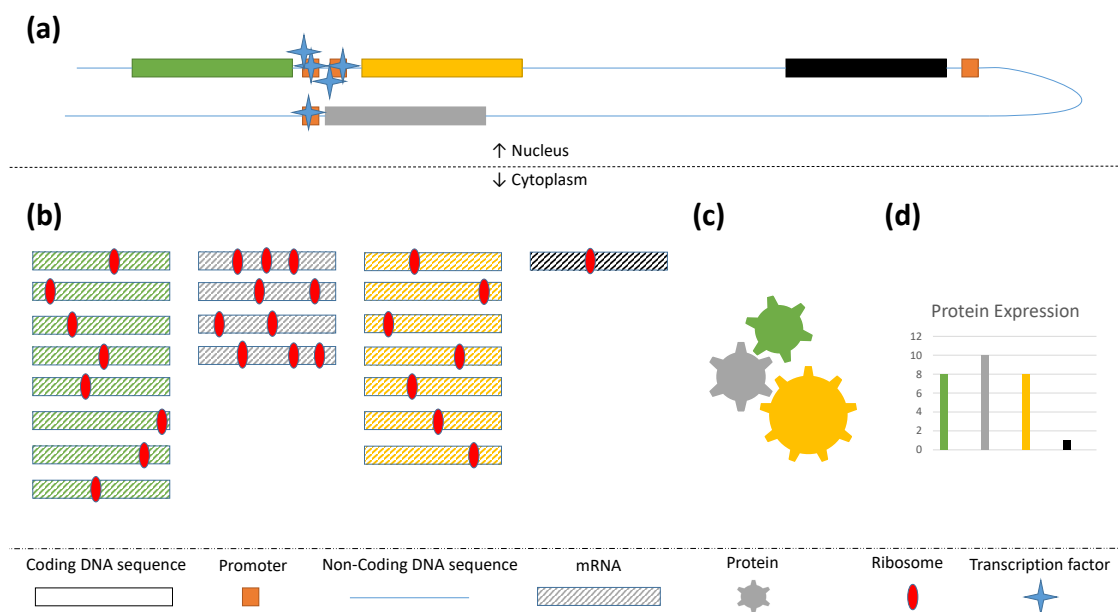 (a)
↑ Nucleus
↓ Cytoplasm
(b)
(c)
(d)
Protein Expression
12
10
8
6
4
2
0
Coding DNA sequence
Promoter
Non-Coding DNA sequence
mRNA
Protein
Ribosome
Transcription factor